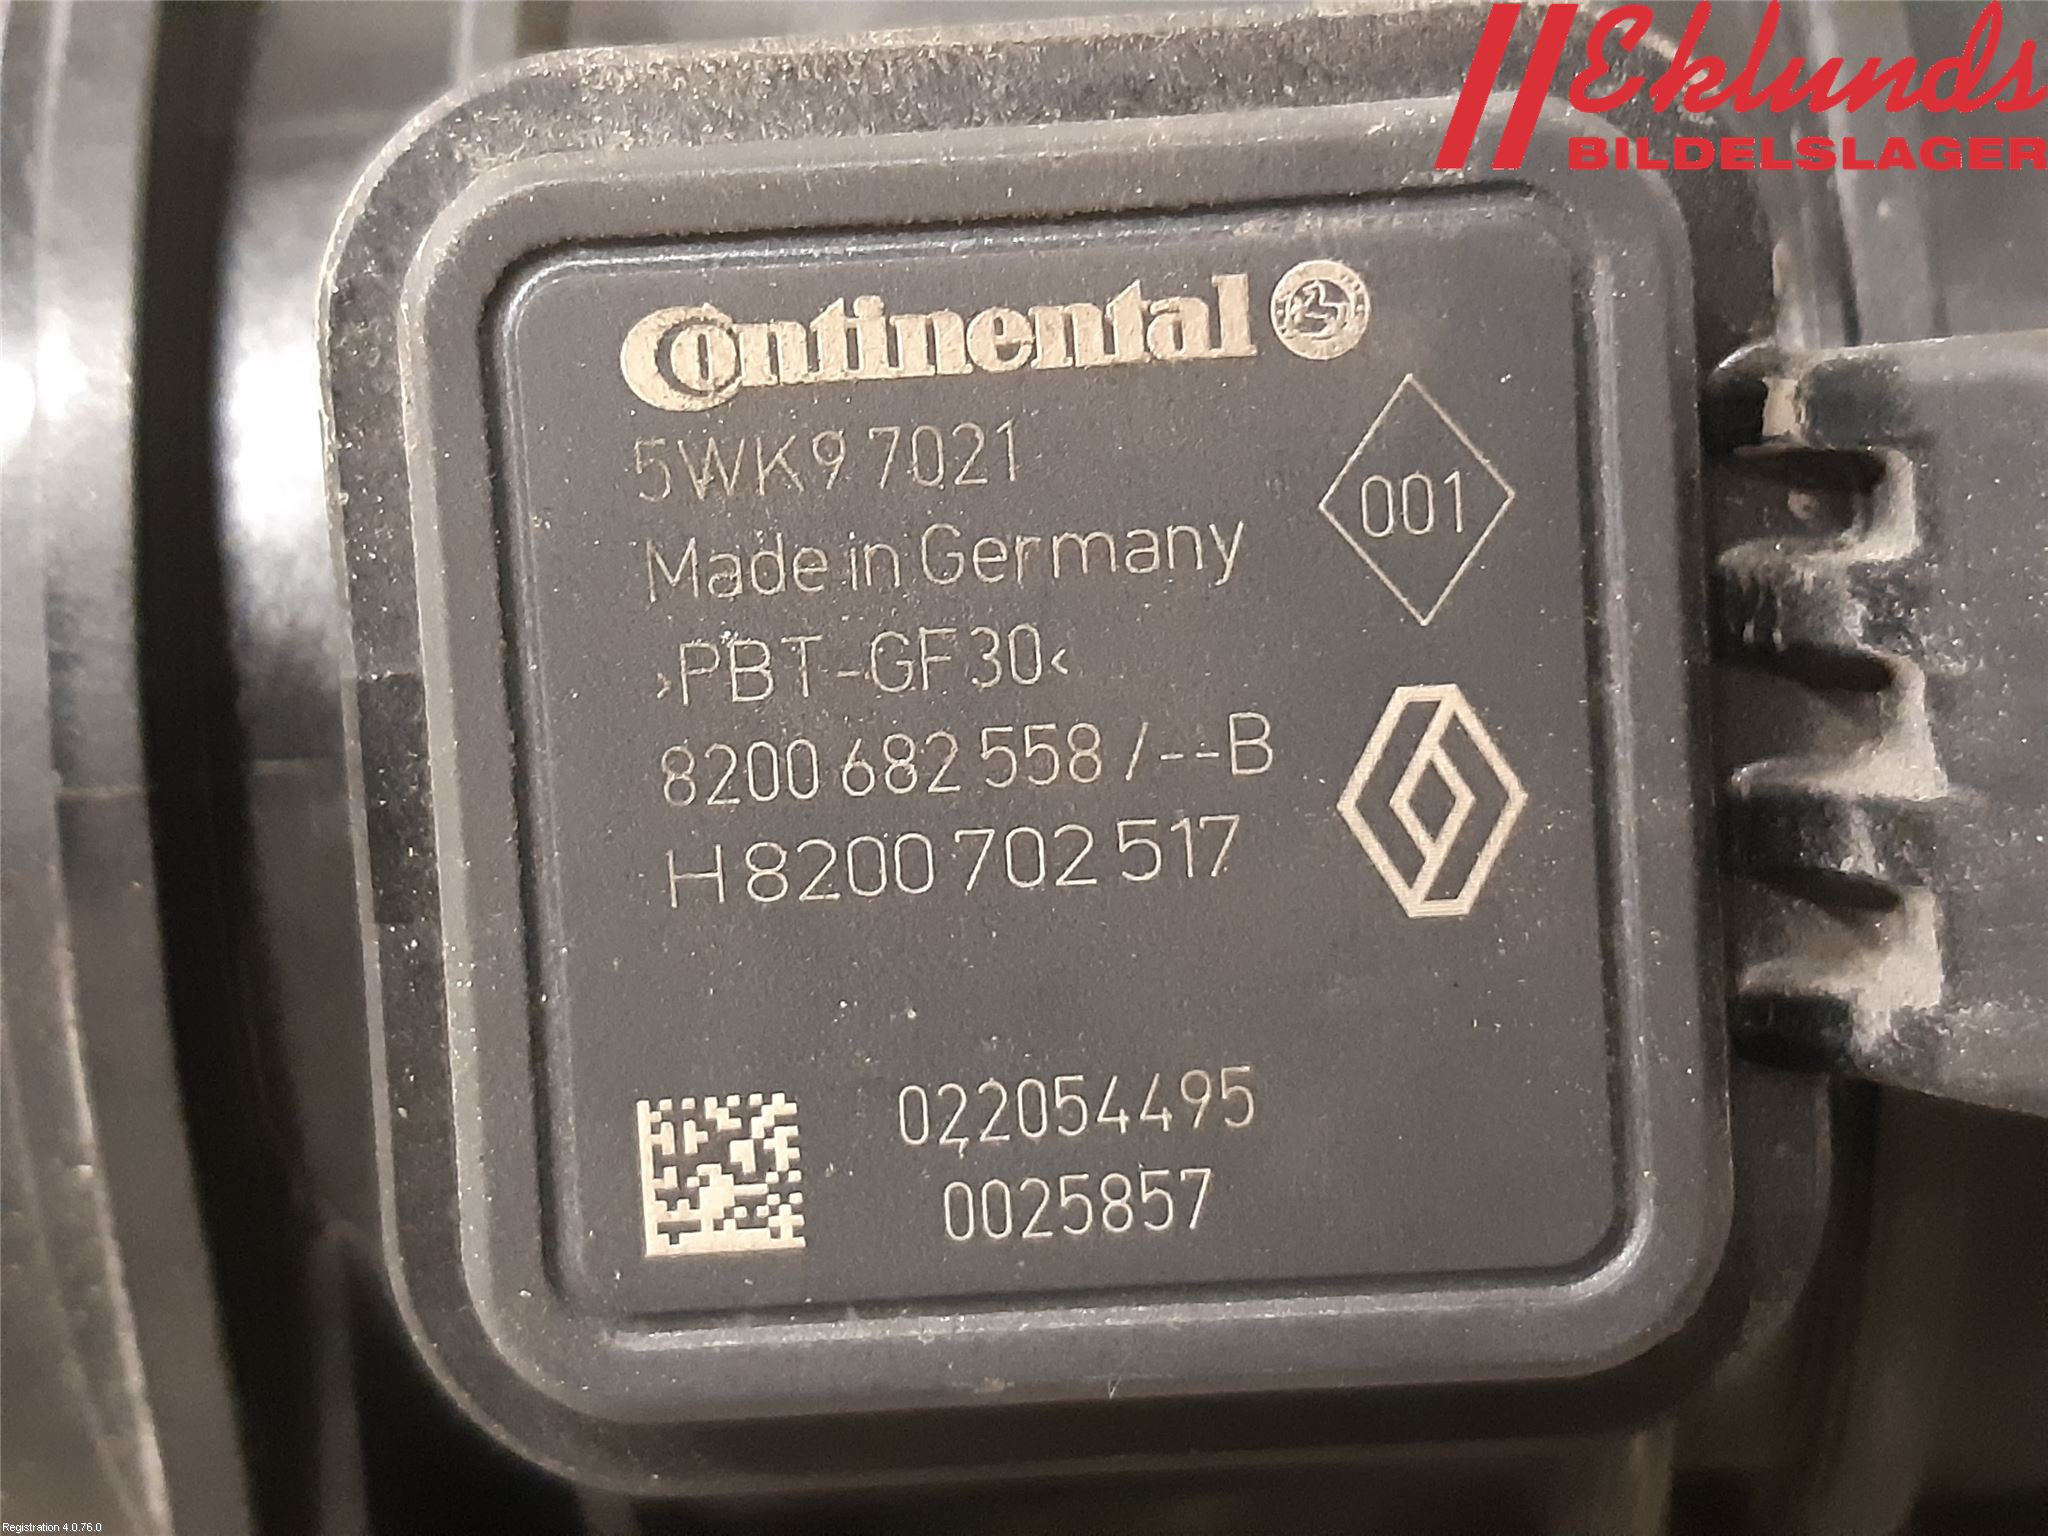 Eklunds
BILDELSLAGER
Continental
5WK9 7021
001
Made in Germany
>PBT-GF30<
8200 682 558 /--B
H8200 702 517
022054495
0025857
Registration 4.0.76.0